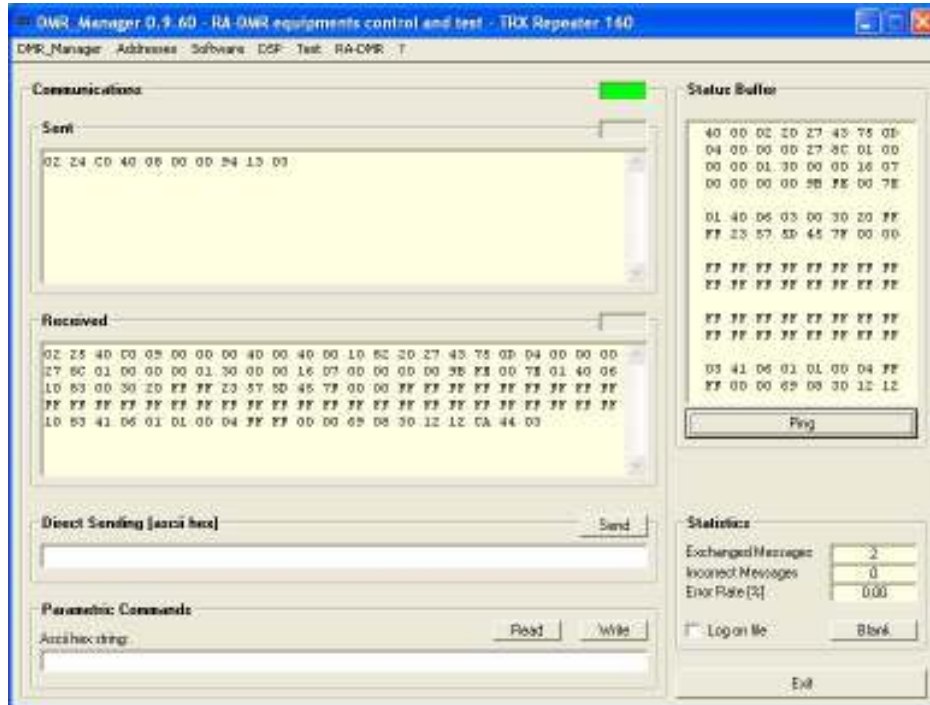 DMR_Manager 0.9.60 - RA-DMR equipments control and test - TRX Repeater 160
DMR_Manager Addresses Software DSP Test RA-DMR ?
Communications
Sent
02 24 C0 40 08 00 00 94 13 03
Received
02 25 40 C0 09 00 00 00 40 00 40 00 10 82 20 27 43 75 0D 04 00 00 00
27 8C 01 00 00 00 01 30 00 00 16 07 00 00 00 00 9B FE 00 7E 01 40 06
10 83 00 30 20 FF FF 23 57 5D 45 7F 00 00 FF FF FF FF FF FF FF FF
FF FF FF FF FF FF FF FF FF FF FF FF FF FF FF FF FF FF FF FF FF FF FF
10 83 41 06 01 01 00 04 FF FF 00 00 69 08 30 12 12 CA 44 03
Direct Sending [ascii hex]
Send
Parametric Commands
Ascii hex string:
Read
Write
Status Buffer
40 00 02 20 27 43 75 0D
04 00 00 00 27 8C 01 00
00 00 01 30 00 00 16 07
00 00 00 00 9B FE 00 7E
01 40 06 03 00 30 20 FF
FF 23 57 5D 45 7F 00 00
FF FF FF FF FF FF FF FF
FF FF FF FF FF FF FF FF
FF FF FF FF FF FF FF FF
FF FF FF FF FF FF FF FF
03 41 06 01 01 00 04 FF
FF 00 00 69 08 30 12 12
Ping
Statistics
Exchanged Messages 2
Incorrect Messages 0
Error Rate [%] 0.00
Log on file
Blank
Exit